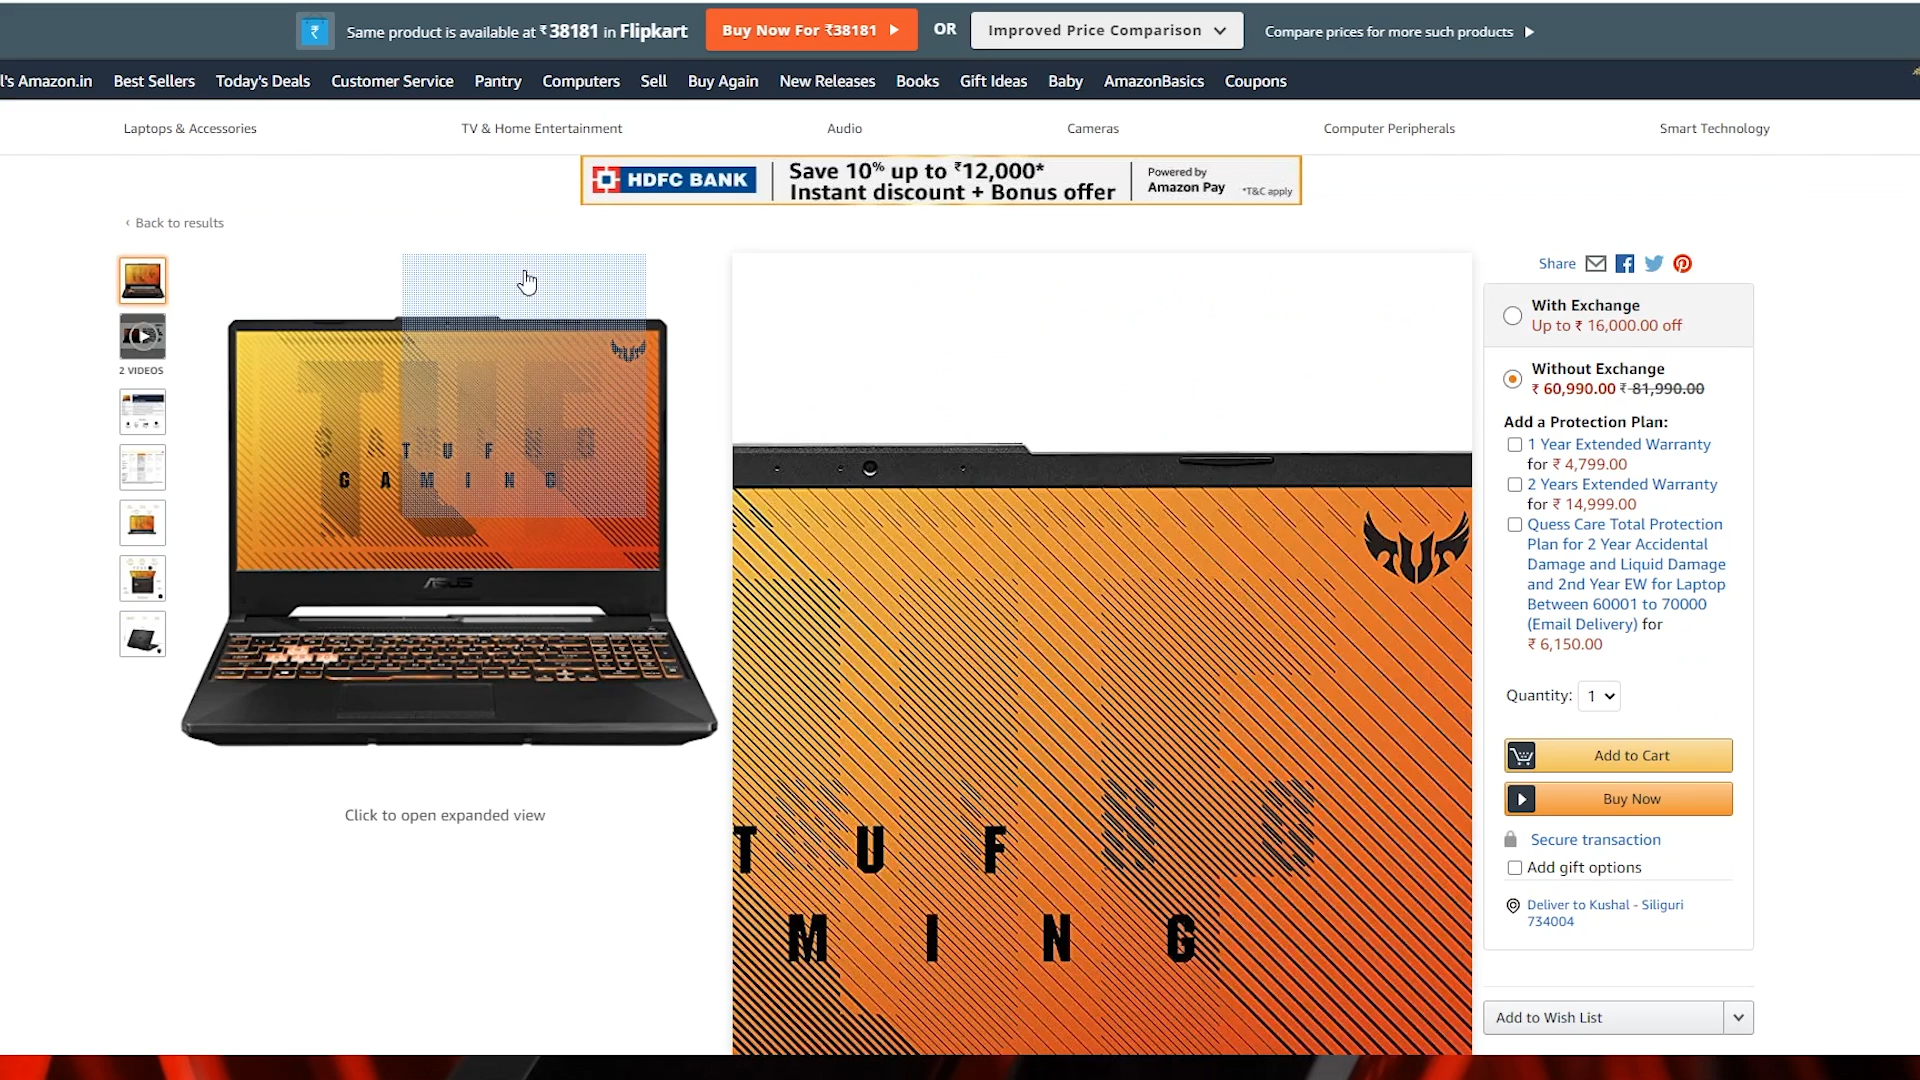 Same product is available at ₹ 38181 in Flipkart
Buy Now For ₹38181
OR
Improved Price Comparison
Compare prices for more such products
l's Amazon.in Best Sellers Today's Deals Customer Service Pantry Computers Sell Buy Again New Releases Books Gift Ideas Baby AmazonBasics Coupons
Laptops & Accessories TV & Home Entertainment Audio Cameras Computer Peripherals Smart Technology
HDFC BANK
Save 10% up to ₹12,000*
Instant discount + Bonus offer
Powered by
Amazon Pay
*T&C apply
‹ Back to results
2 VIDEOS
TUF
TUF
GAMING
ASUS
Click to open expanded view
TUF
MING
Share
With Exchange
Up to ₹ 16,000.00 off
Without Exchange
₹ 60,990.00 ₹ 81,990.00
Add a Protection Plan:
1 Year Extended Warranty
for ₹ 4,799.00
2 Years Extended Warranty
for ₹ 14,999.00
Quess Care Total Protection
Plan for 2 Year Accidental
Damage and Liquid Damage
and 2nd Year EW for Laptop
Between 60001 to 70000
(Email Delivery) for
₹ 6,150.00
Quantity: 1
Add to Cart
Buy Now
Secure transaction
Add gift options
Deliver to Kushal - Siliguri
734004
Add to Wish List